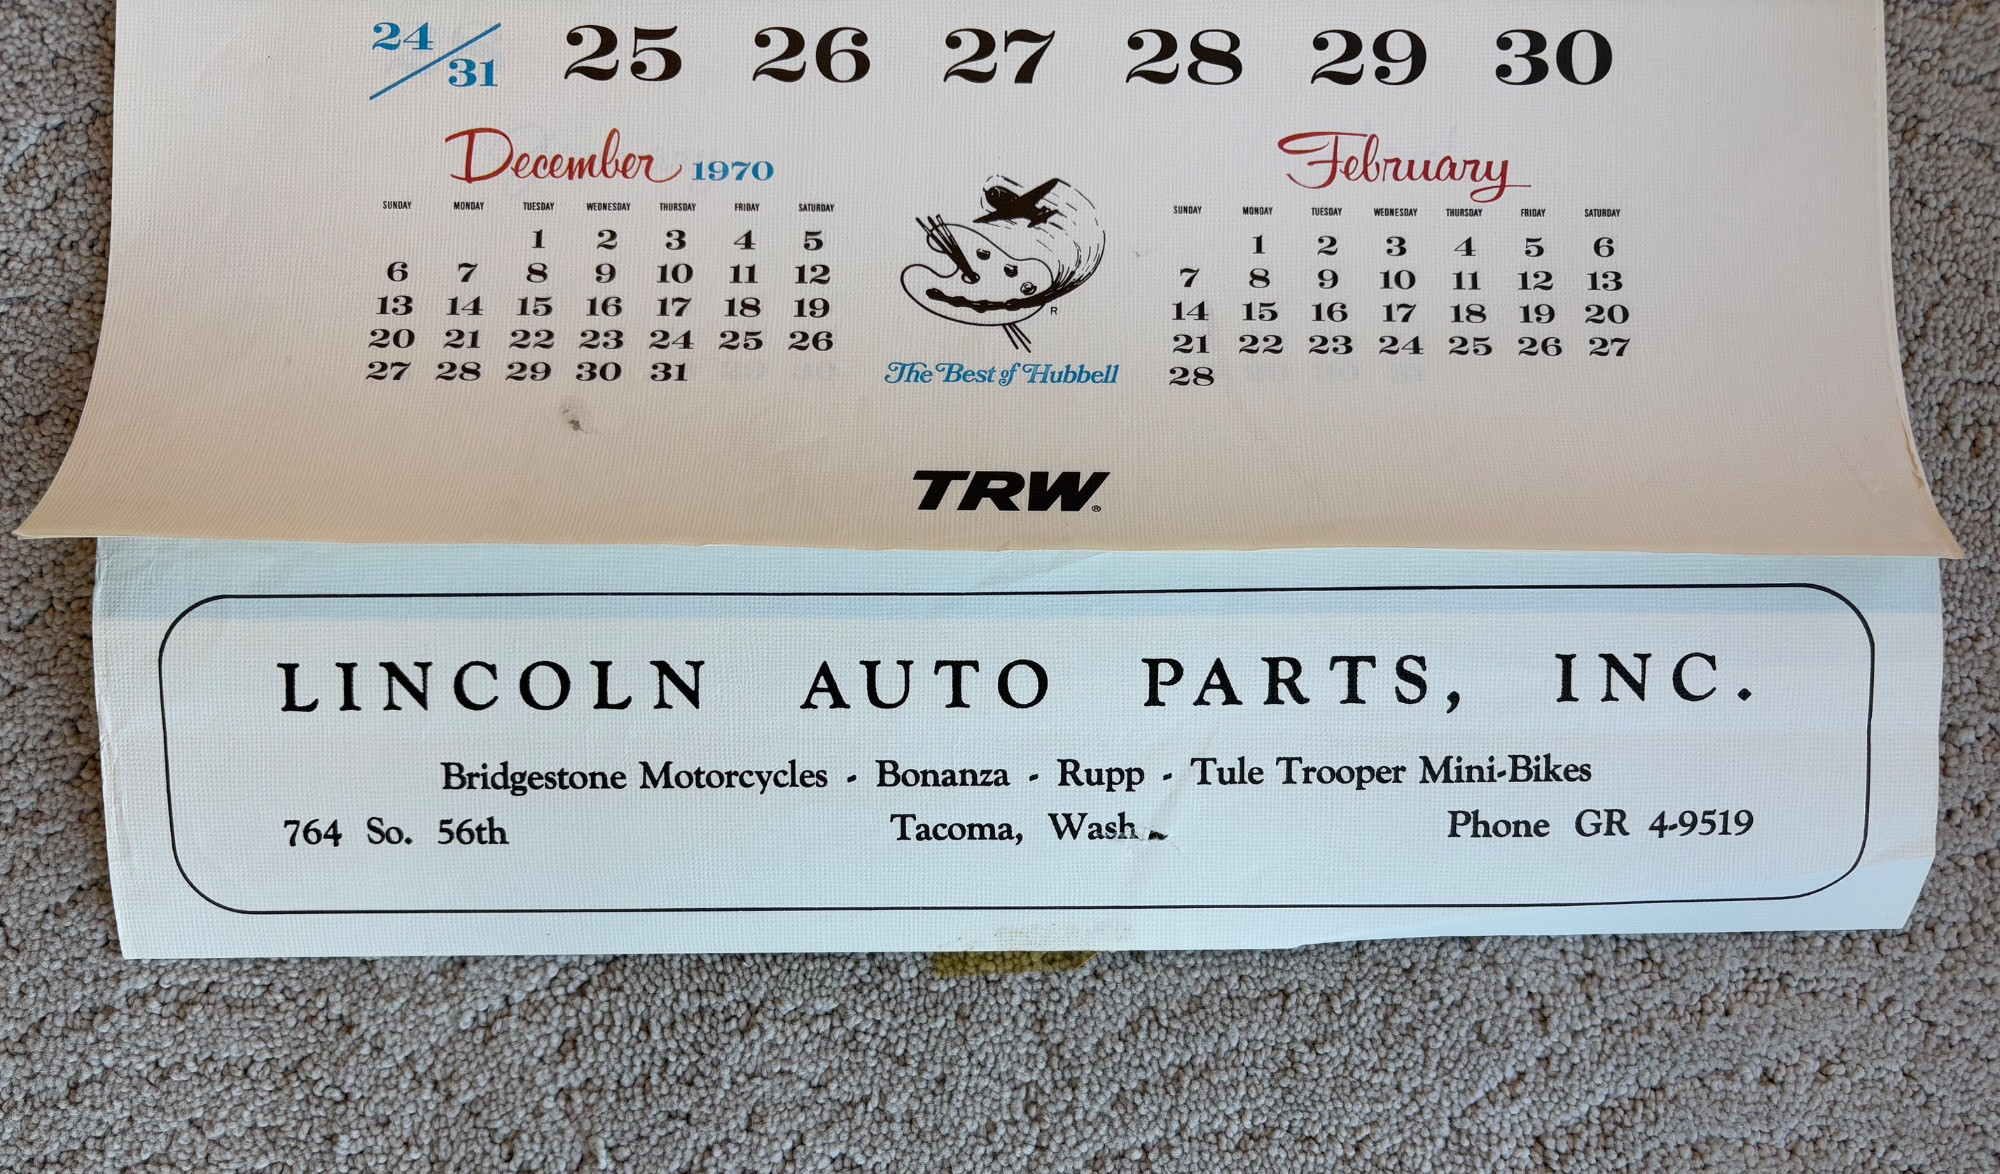 24/31 25 26 27 28 29 30
December 1970
SUNDAY MONDAY TUESDAY WEDNESDAY THURSDAY FRIDAY SATURDAY
1 2 3 4 5
6 7 8 9 10 11 12
13 14 15 16 17 18 19
20 21 22 23 24 25 26
27 28 29 30 31
R
The Best of Hubbell
February
SUNDAY MONDAY TUESDAY WEDNESDAY THURSDAY FRIDAY SATURDAY
1 2 3 4 5 6
7 8 9 10 11 12 13
14 15 16 17 18 19 20
21 22 23 24 25 26 27
28
TRW®
LINCOLN AUTO PARTS, INC.
Bridgestone Motorcycles - Bonanza - Rupp - Tule Trooper Mini-Bikes
764 So. 56th Tacoma, Wash. Phone GR 4-9519